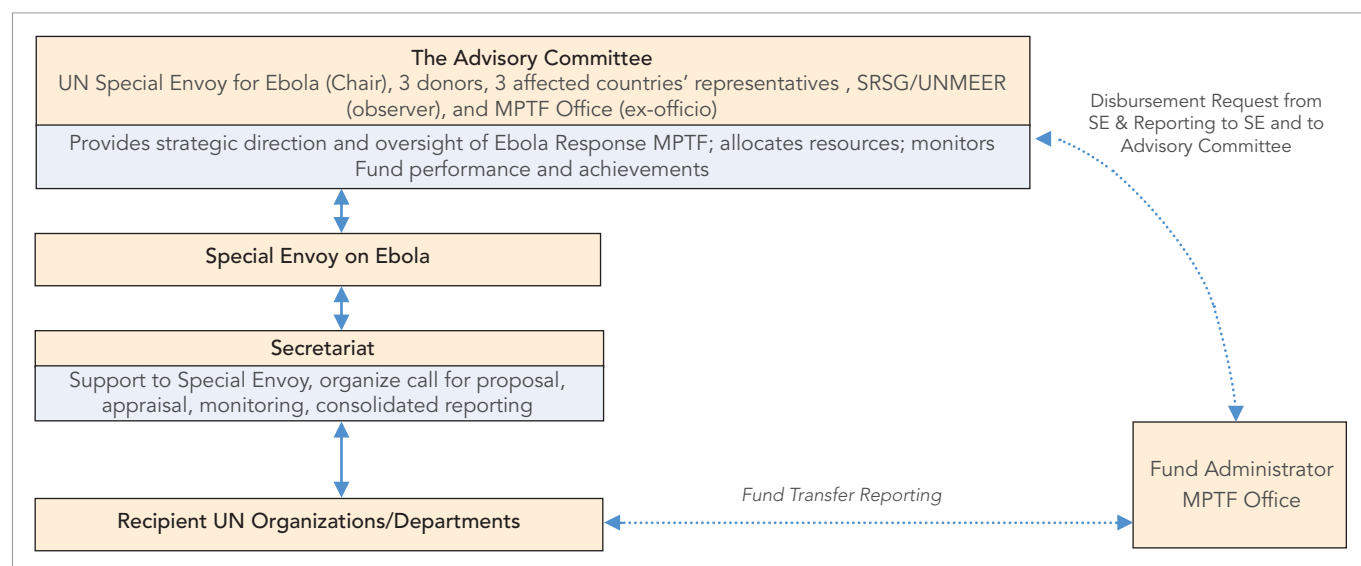 The Advisory Committee
UN Special Envoy for Ebola (Chair), 3 donors, 3 affected countries’ representatives , SRSG/UNMEER
(observer), and MPTF Office (ex-officio)
Provides strategic direction and oversight of Ebola Response MPTF; allocates resources; monitors
Fund performance and achievements
Disbursement Request from
SE & Reporting to SE and to
Advisory Committee
Special Envoy on Ebola
Secretariat
Support to Special Envoy, organize call for proposal,
appraisal, monitoring, consolidated reporting
Recipient UN Organizations/Departments
Fund Transfer Reporting
Fund Administrator
MPTF Office